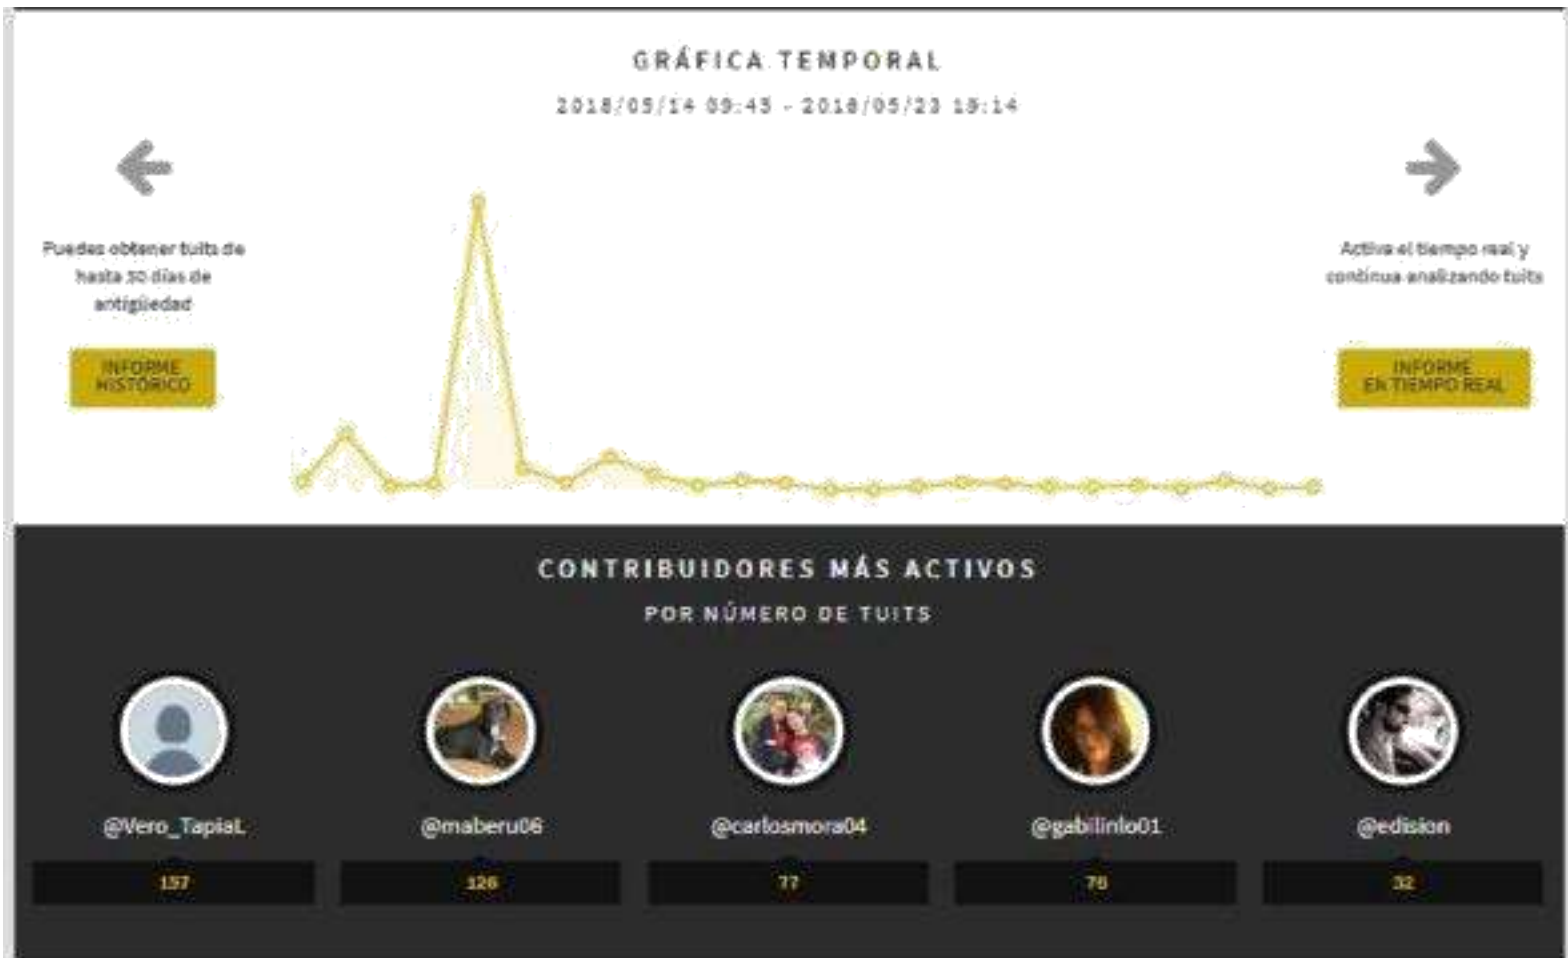 GRÁFICA TEMPORAL
2018/05/14 09:45 - 2018/05/23 19:14
Puedes obtener tuits de
hasta 30 días de
antigüedad
INFORME
HISTÓRICO
Activa el tiempo real y
continua analizando tuits
INFORME
EN TIEMPO REAL
CONTRIBUIDORES MÁS ACTIVOS
POR NÚMERO DE TUITS
@Vero_TapiaL
@maberu06
@carlosmora04
@gabilinlo01
@edision
157
126
77
32